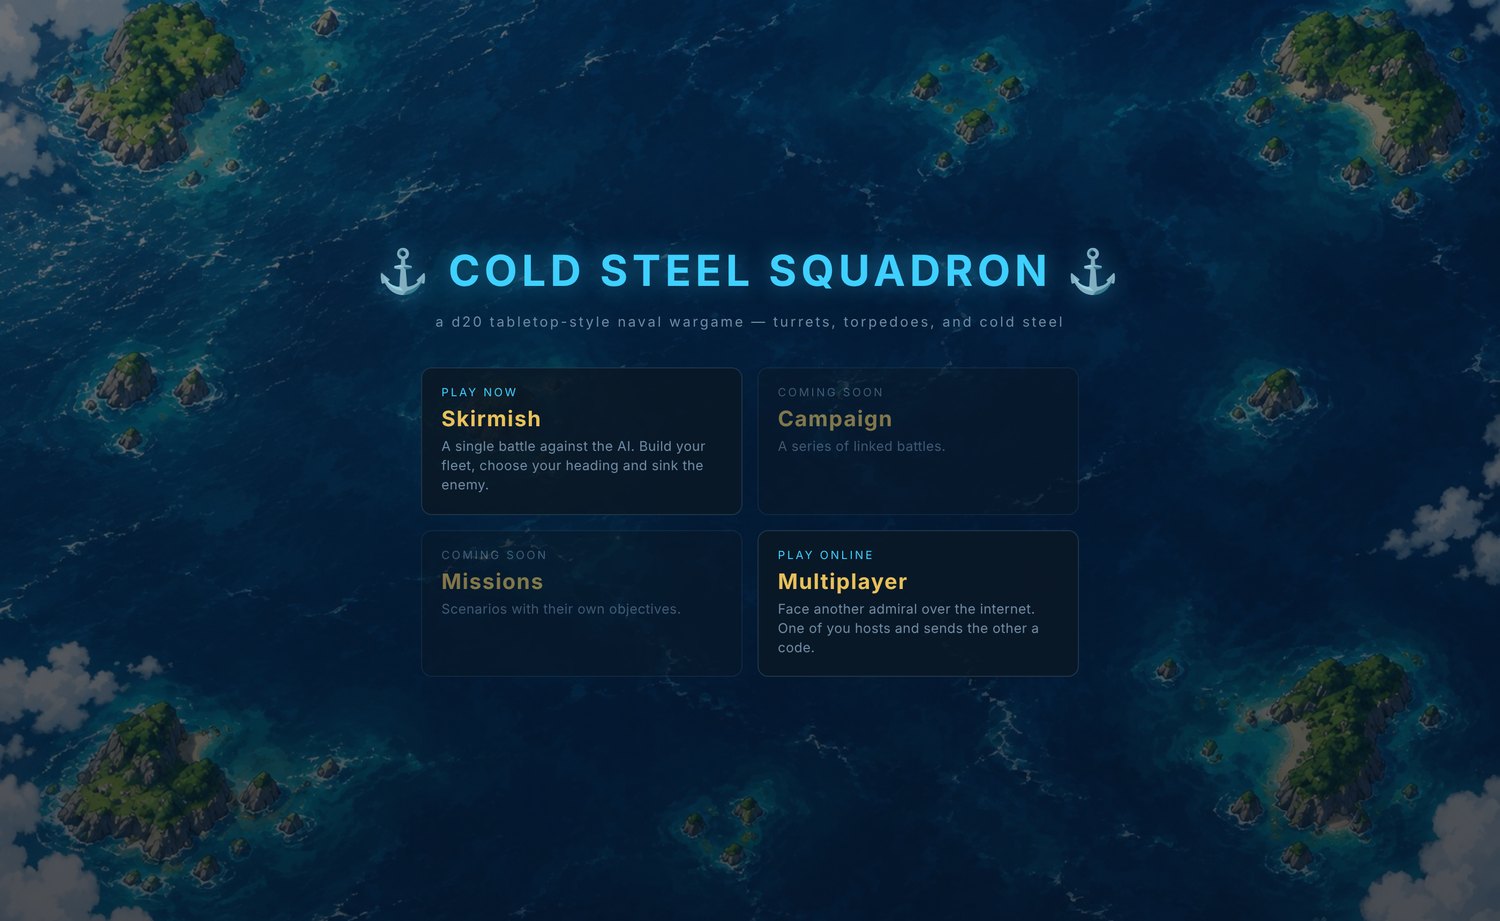 ⚓ COLD STEEL SQUADRON ⚓
a d20 tabletop-style naval wargame — turrets, torpedoes, and cold steel
PLAY NOW
Skirmish
A single battle against the AI. Build your
fleet, choose your heading and sink the
enemy.
COMING SOON
Campaign
A series of linked battles.
COMING SOON
Missions
Scenarios with their own objectives.
PLAY ONLINE
Multiplayer
Face another admiral over the internet.
One of you hosts and sends the other a
code.